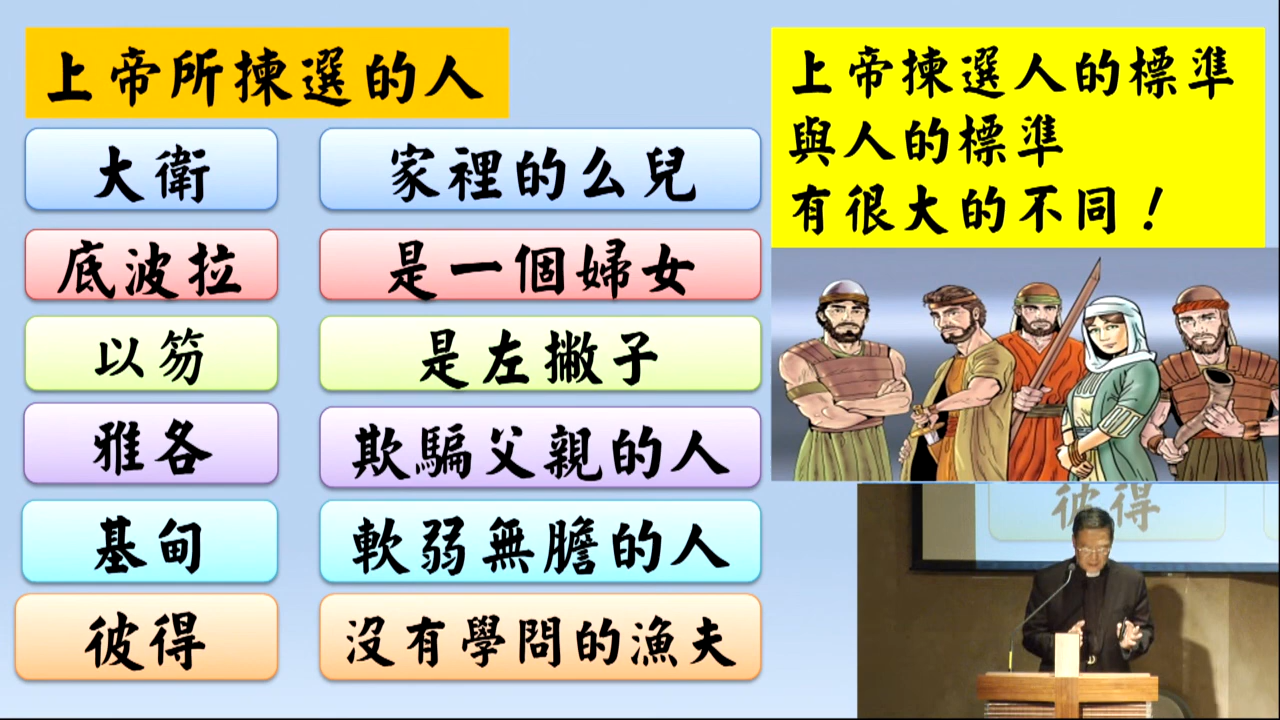 上帝所揀選的人
大衛 家裡的么兒
底波拉 是一個婦女
以笏 是左撇子
雅各 欺騙父親的人
基甸 軟弱無膽的人
彼得 沒有學問的漁夫
上帝揀選人的標準
與人的標準
有很大的不同！
彼得